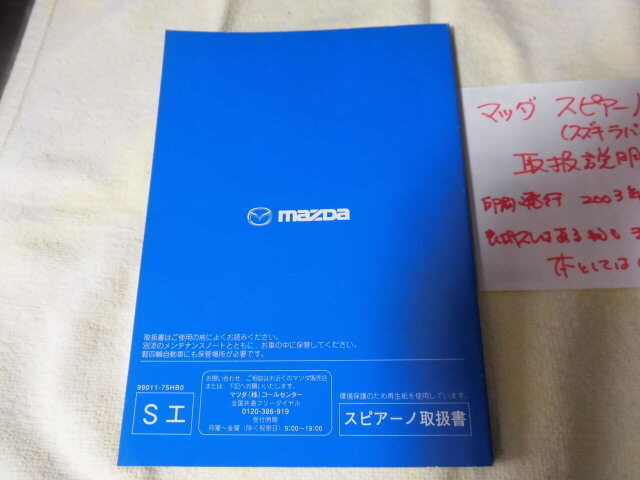 mazda
取扱書はご使用の前によくお読みください。
別添のメンテナンスノートとともに、お車の中に保管してください。
軽四輪自動車にも保管場所が必要です。
99011-75HB0
Sエ
お問い合わせ、ご相談はお近くのマツダ販売店
または、下記へお願いいたします。
マツダ(株)コールセンター
全国共通フリーダイヤル
0120-386-919
受付時間
月曜〜金曜(除く祝祭日)9:00〜19:00
環境保護のため再生紙を使用しています。
スピアーノ取扱書
マツダ スピアーノ
(スズキラパ
取扱説明
印刷発行 2003年
本としては